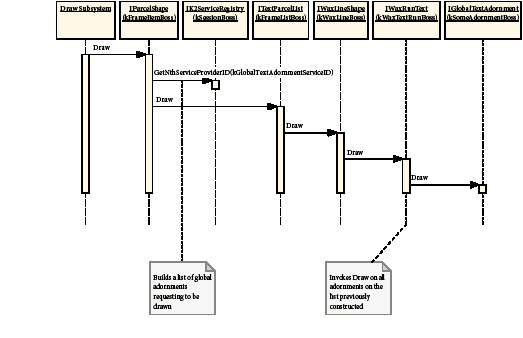 Draw Subsystem
IParcelShape
(kFrameItemBoss)
IK2ServiceRegistry
(kSessionBoss)
ITextParcelList
(kFrameListBoss)
IWaxLineShape
(kWaxLineBoss)
IWaxRunText
(kWaxTextRunBoss)
IGlobalTextAdornment
(kSomeAdornmentBoss)
Draw
GetNthServiceProviderID(kGlobalTextAdornmentServiceID)
Draw
Draw
Draw
Draw
Builds a list of global
adornments
requesting to be
drawn
Invokes Draw on all
adornments on the
list previously
constructed